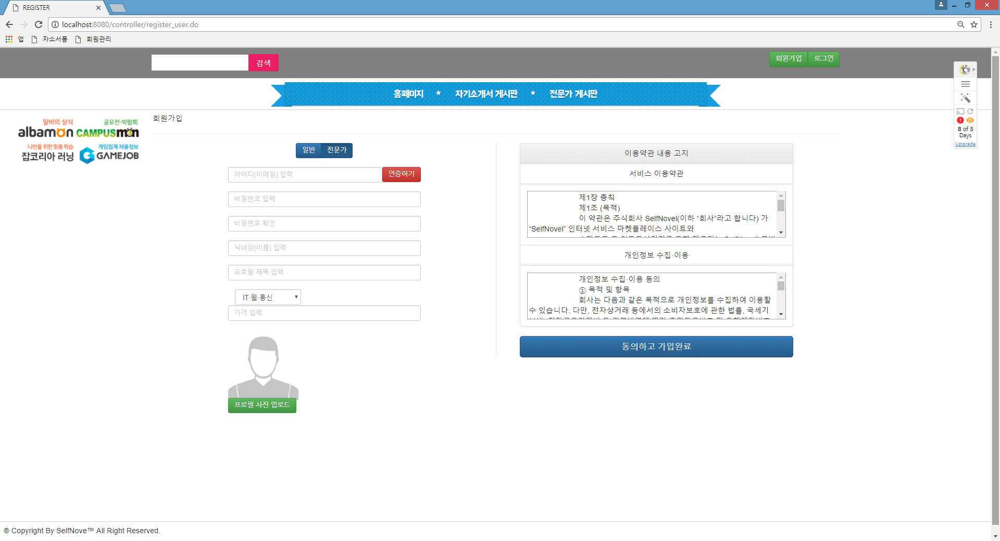 REGISTER
localhost:8080/controller/register_user.do
앱 자소서폼 회원관리
검색
회원가입 로그인
홈페이지 ★ 자기소개서 게시판 ★ 전문가 게시판
알바의 상식
albamon
공모전·박람회
CAMPUSmon
나만을 위한 맞춤 학습
잡코리아 러닝
게임업계 채용정보
GAMEJOB
회원가입
일반 전문가
아이디(이메일) 입력 인증하기
비밀번호 입력
비밀번호 확인
닉네임(이름) 입력
프로필 제목 입력
IT·웹·통신
가격 입력
프로필 사진 업로드
이용약관 내용 고지
서비스 이용약관
제1장 총칙
제1조 (목적)
이 약관은 주식회사 SelfNovel(이하 “회사”라고 합니다) 가
“SelfNovel” 인터넷 서비스 마켓플레이스 사이트와
개인정보 수집·이용
개인정보 수집·이용 동의
① 목적 및 항목
회사는 다음과 같은 목적으로 개인정보를 수집하여 이용할
수 있습니다. 다만, 전자상거래 등에서의 소비자보호에 관한 법률, 국세기
동의하고 가입완료
8 of 8
Days
Upgrade
® Copyright By SelfNove™ All Right Reserved.